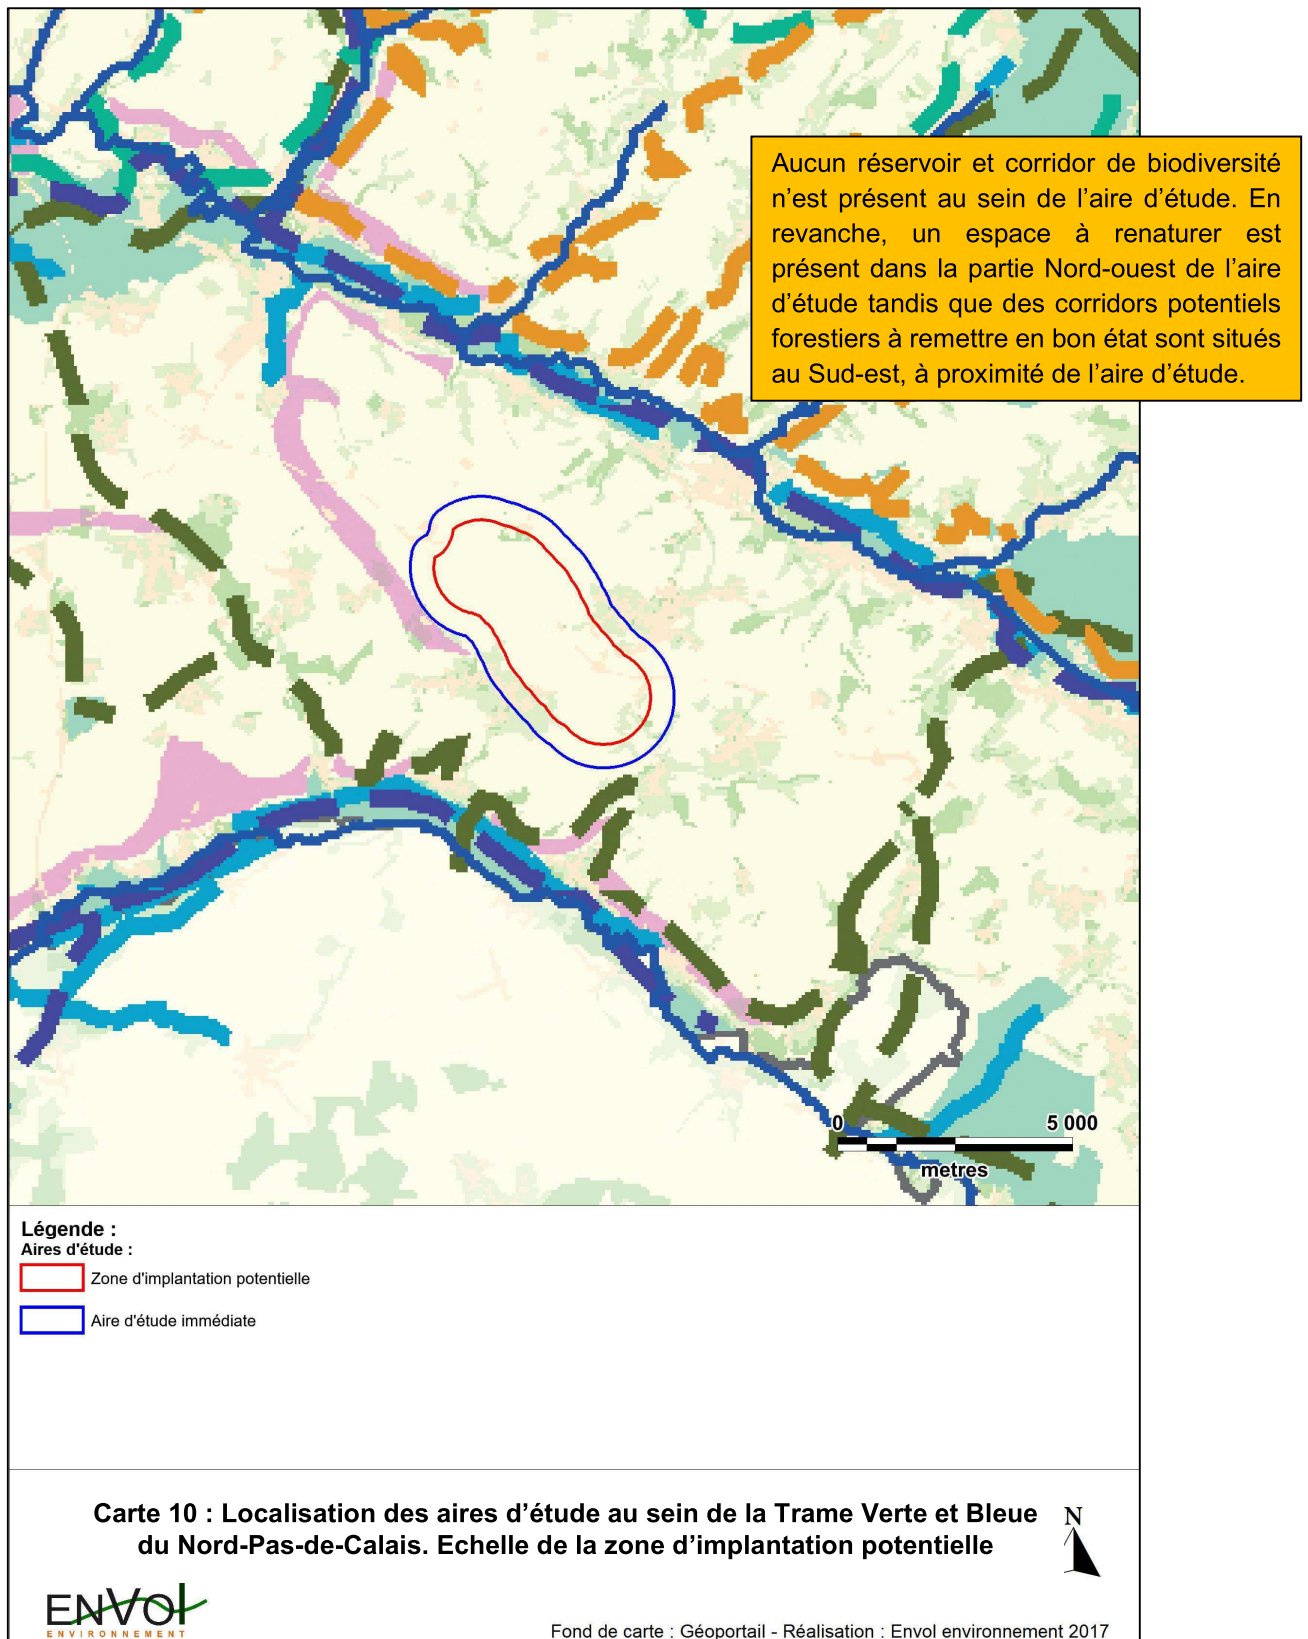 Aucun réservoir et corridor de biodiversité
n’est présent au sein de l’aire d’étude. En
revanche, un espace à renaturer est
présent dans la partie Nord-ouest de l’aire
d’étude tandis que des corridors potentiels
forestiers à remettre en bon état sont situés
au Sud-est, à proximité de l’aire d’étude.
0 5 000
metres
Légende :
Aires d'étude :
Zone d'implantation potentielle
Aire d'étude immédiate
Carte 10 : Localisation des aires d’étude au sein de la Trame Verte et Bleue
du Nord-Pas-de-Calais. Echelle de la zone d’implantation potentielle
N
ENVOl
ENVIRONNEMENT
Fond de carte : Géoportail - Réalisation : Envol environnement 2017